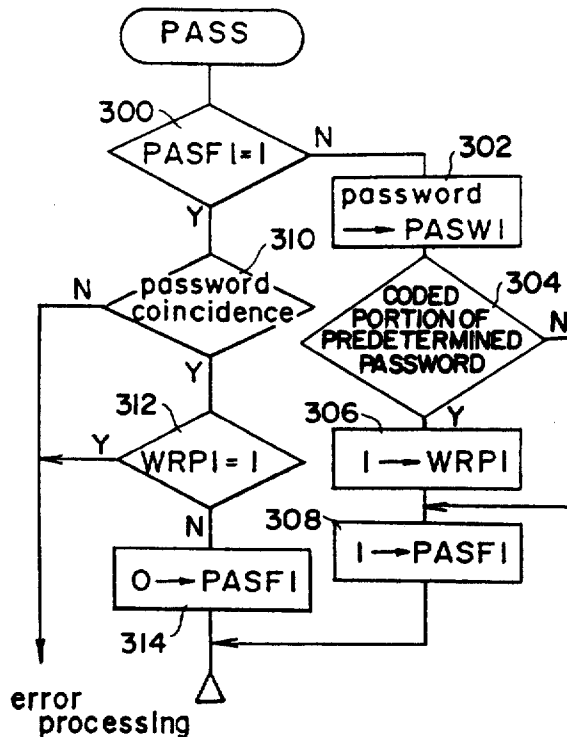 PASS
300
PASF1=1
N
302
Y
password
→ PASW1
310
N
password
coincidence
304
CODED
PORTION OF
PREDETERMINED
PASSWORD
N
Y
312
306
Y
Y
WRP1=1
1→WRP1
N
308
1→PASF1
0→PASF1
314
error
processing